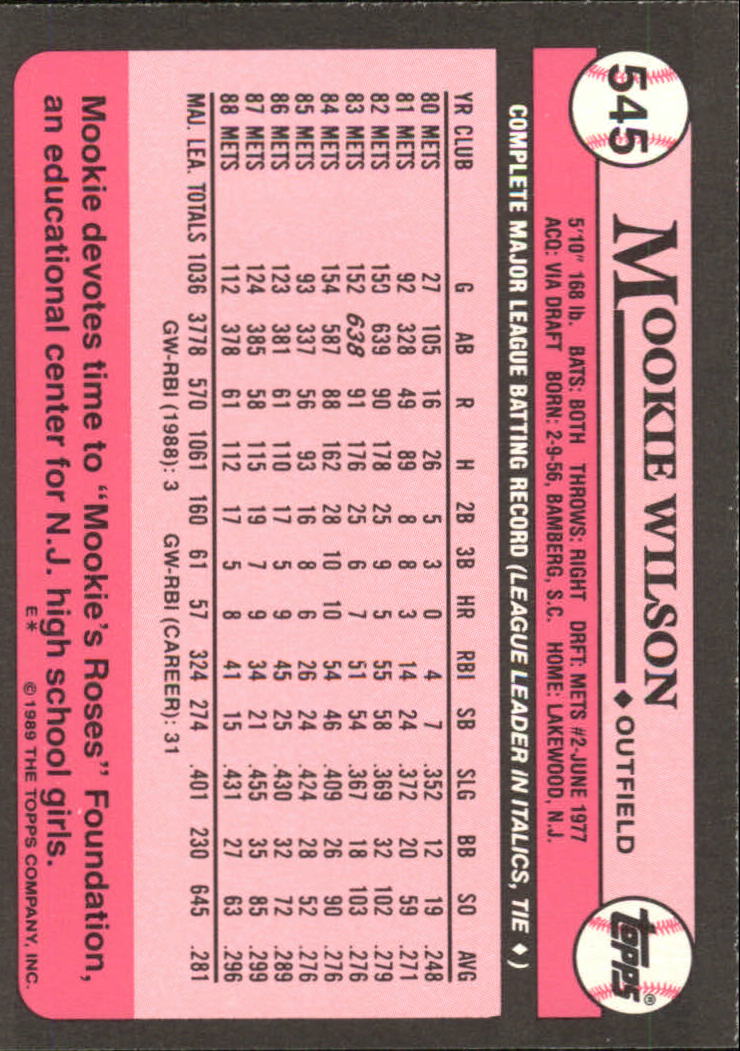 545
MOOKIE WILSON ♦ OUTFIELD
topps®
5'10" 168 lb. BATS: BOTH THROWS: RIGHT DRFT: METS #2-JUNE 1977
ACQ: VIA DRAFT BORN: 2-9-56, BAMBERG, S.C. HOME: LAKEWOOD, N.J.
COMPLETE MAJOR LEAGUE BATTING RECORD (LEAGUE LEADER IN ITALICS, TIE ♦)
YR CLUB G AB R H 2B 3B HR RBI SB SLG BB SO AVG
80 METS 27 105 16 26 5 3 0 4 7 .352 12 19 .248
81 METS 92 328 49 89 8 8 3 14 24 .372 20 59 .271
82 METS 159 639 90 178 25 9 5 55 58 .369 32 102 .279
83 METS 152 638 91 176 25 6 7 51 54 .367 18 103 .276
84 METS 154 587 88 162 28 10 10 54 46 .409 26 90 .276
85 METS 93 337 56 93 16 8 6 26 24 .424 28 52 .276
86 METS 123 381 61 110 17 5 9 45 25 .430 32 72 .289
87 METS 124 385 58 115 19 7 9 34 21 .455 35 85 .299
88 METS 112 378 61 112 17 5 8 41 15 .431 27 63 .296
MAJ. LEA. TOTALS 1036 3778 570 1061 160 61 57 324 274 .401 230 645 .281
GW-RBI (1988): 3 GW-RBI (CAREER): 31
Mookie devotes time to "Mookie's Roses" Foundation,
an educational center for N.J. high school girls.
E* ©1989 THE TOPPS COMPANY, INC.